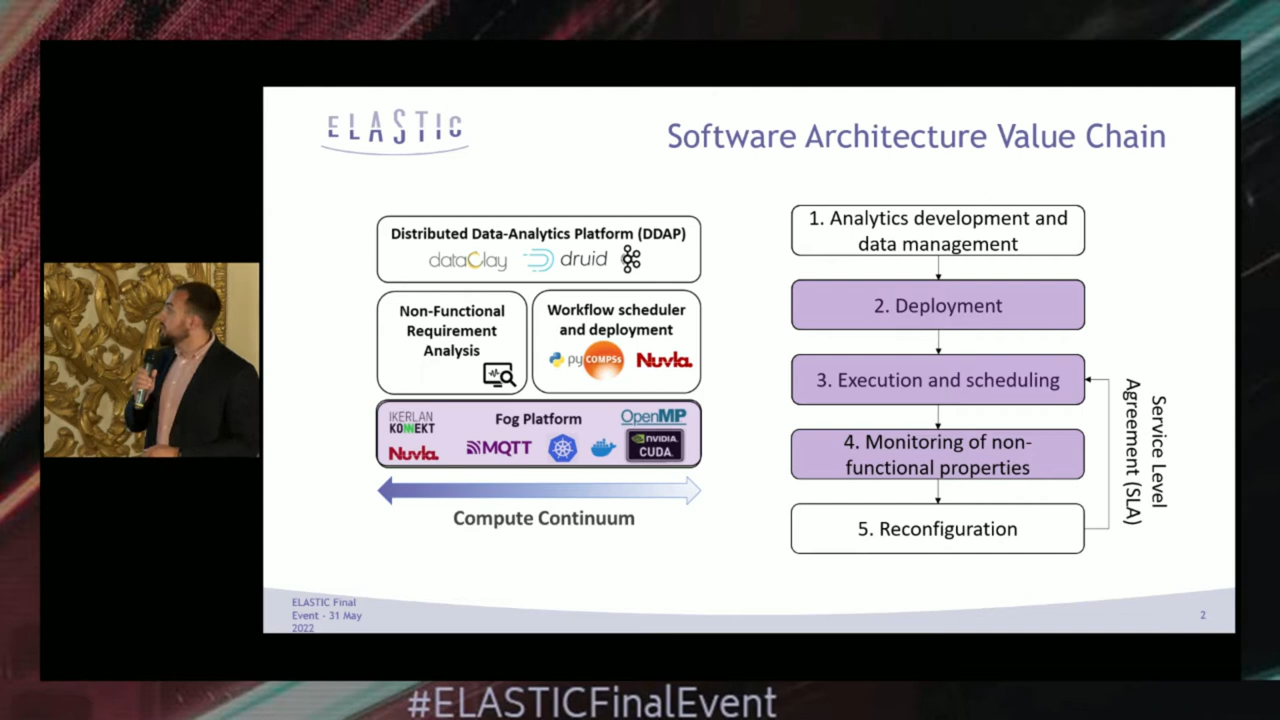 ELASTIC
Software Architecture Value Chain
Distributed Data-Analytics Platform (DDAP)
dataClay
druid
Non-Functional
Requirement
Analysis
Workflow scheduler
and deployment
py
COMPSs
Nuvla.
IKERLAN
KONNEKT
Fog Platform
OpenMP
Nuvla.
MQTT
NVIDIA.
CUDA.
Compute Continuum
1. Analytics development and
data management
2. Deployment
3. Execution and scheduling
4. Monitoring of non-
functional properties
5. Reconfiguration
Service Level
Agreement (SLA)
ELASTIC Final
Event - 31 May
2022
2
#ELASTICFinalEvent